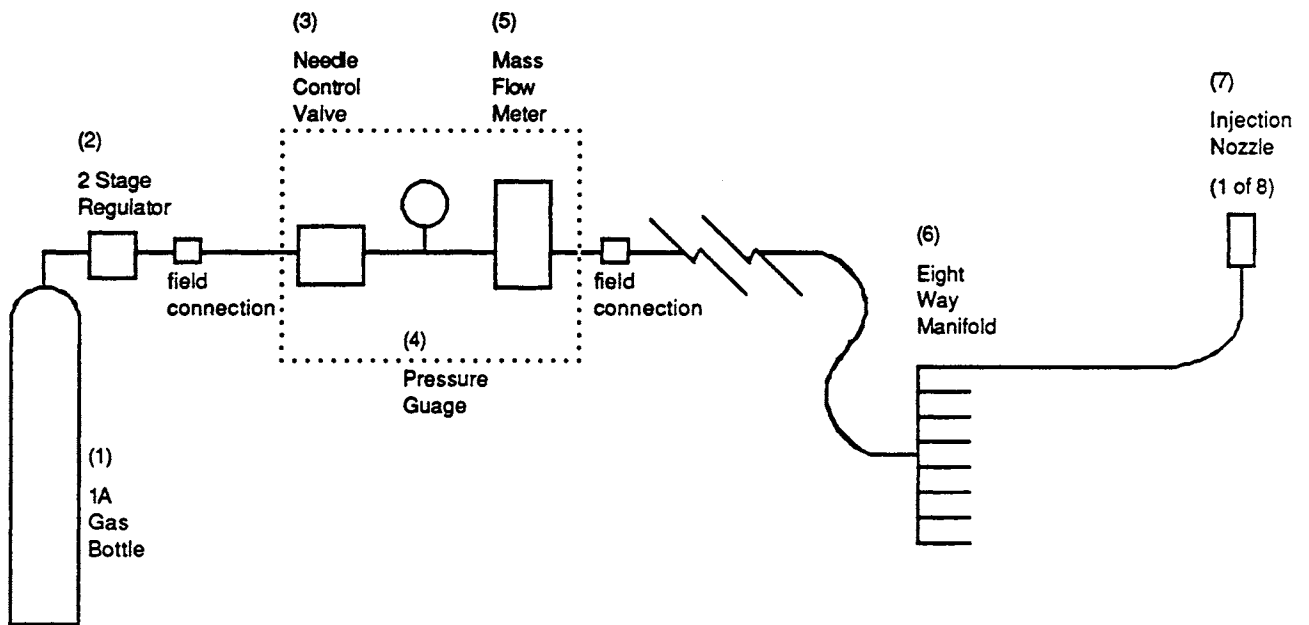 (3)
Needle
Control
Valve
(5)
Mass
Flow
Meter
(7)
Injection
Nozzle
(1 of 8)
(2)
2 Stage
Regulator
field
connection
field
connection
(6)
Eight
Way
Manifold
(4)
Pressure
Guage
(1)
1A
Gas
Bottle